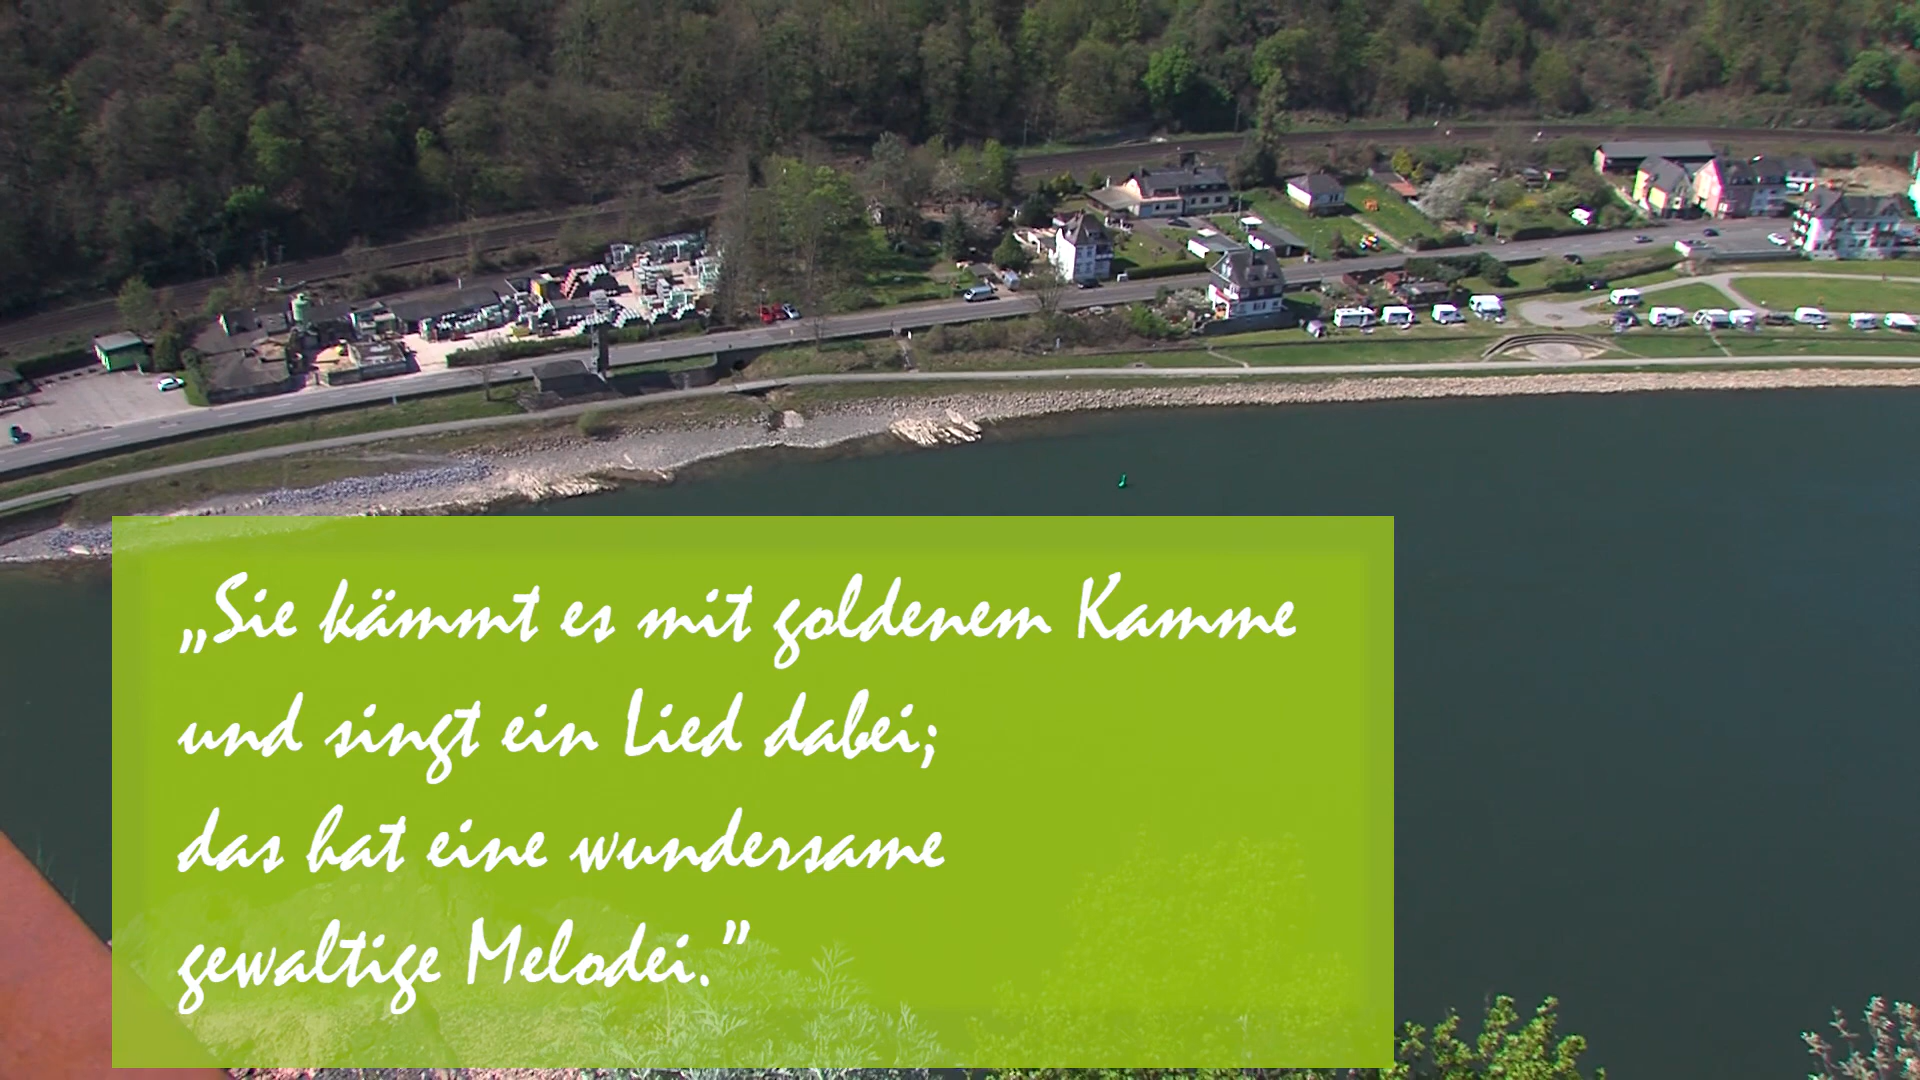 „Sie kämmt es mit goldenem Kamme
und singt ein Lied dabei;
das hat eine wundersame
gewaltige Melodei.”